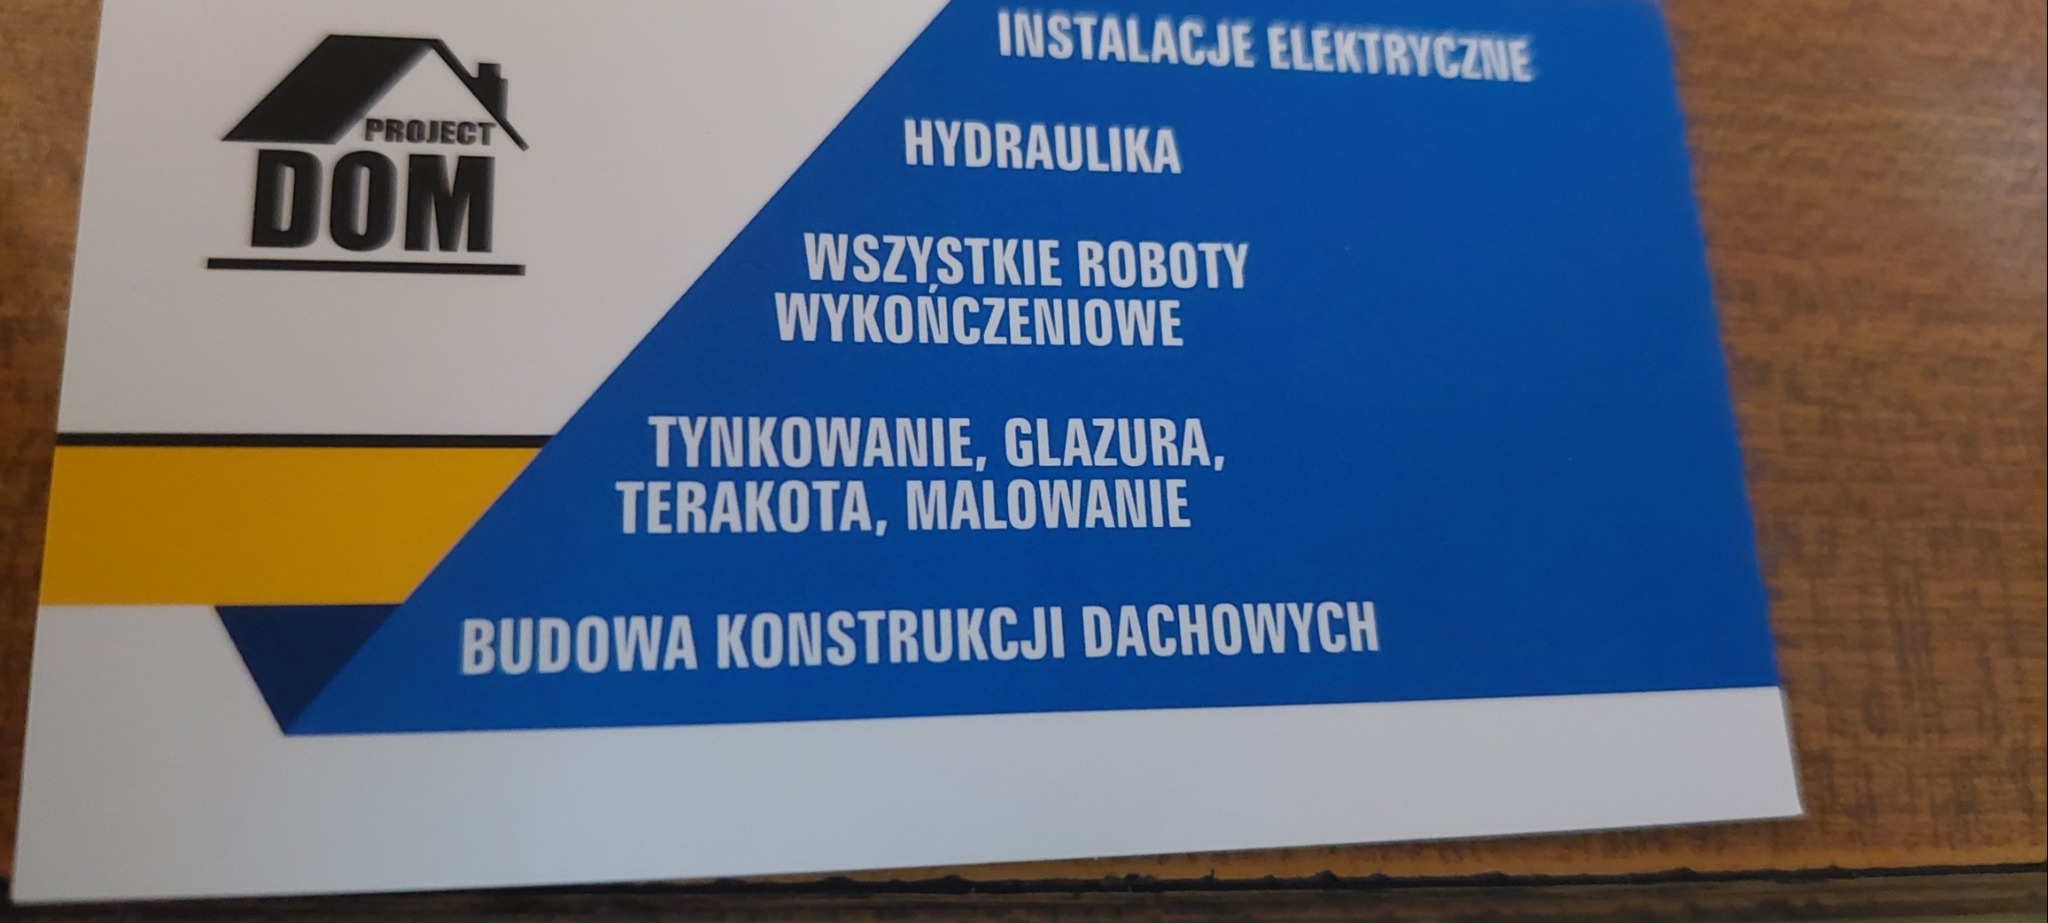 PROJECT
DOM
INSTALACJE ELEKTRYCZNE
HYDRAULIKA
WSZYSTKIE ROBOTY
WYKOŃCZENIOWE
TYNKOWANIE, GLAZURA,
TERAKOTA, MALOWANIE
BUDOWA KONSTRUKCJI DACHOWYCH